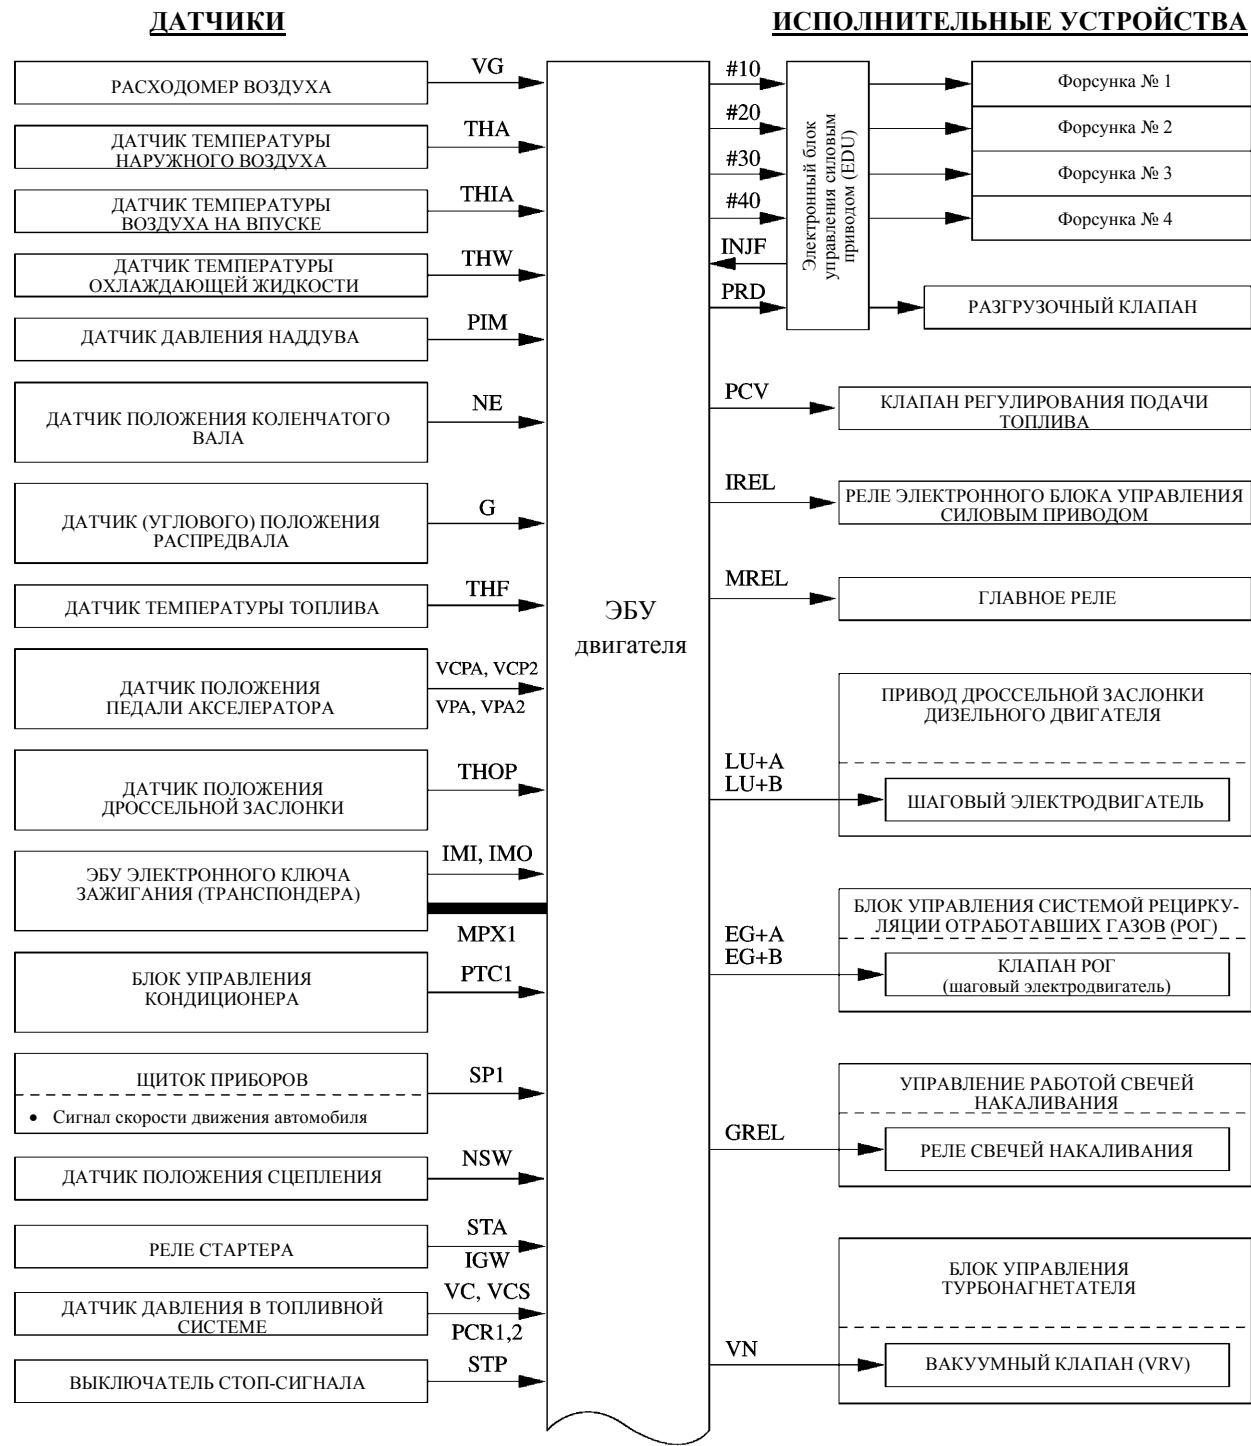 ДАТЧИКИ
РАСХОДОМЕР ВОЗДУХА
VG
ДАТЧИК ТЕМПЕРАТУРЫ
НАРУЖНОГО ВОЗДУХА
THA
ДАТЧИК ТЕМПЕРАТУРЫ
ВОЗДУХА НА ВПУСКЕ
THIA
ДАТЧИК ТЕМПЕРАТУРЫ
ОХЛАЖДАЮЩЕЙ ЖИДКОСТИ
THW
ДАТЧИК ДАВЛЕНИЯ НАДДУВА
PIM
ДАТЧИК ПОЛОЖЕНИЯ КОЛЕНЧАТОГО
ВАЛА
NE
ДАТЧИК (УГЛОВОГО) ПОЛОЖЕНИЯ
РАСПРЕДВАЛА
G
ДАТЧИК ТЕМПЕРАТУРЫ ТОПЛИВА
THF
ДАТЧИК ПОЛОЖЕНИЯ
ПЕДАЛИ АКСЕЛЕРАТОРА
VCPA, VCP2
VPA, VPA2
ДАТЧИК ПОЛОЖЕНИЯ
ДРОССЕЛЬНОЙ ЗАСЛОНКИ
THOP
ЭБУ ЭЛЕКТРОННОГО КЛЮЧА
ЗАЖИГАНИЯ (ТРАНСПОНДЕРА)
IMI, IMO
MPX1
БЛОК УПРАВЛЕНИЯ
КОНДИЦИОНЕРА
PTC1
ЩИТОК ПРИБОРОВ
• Сигнал скорости движения автомобиля
SP1
ДАТЧИК ПОЛОЖЕНИЯ СЦЕПЛЕНИЯ
NSW
РЕЛЕ СТАРТЕРА
STA
IGW
ДАТЧИК ДАВЛЕНИЯ В ТОПЛИВНОЙ
СИСТЕМЕ
VC, VCS
PCR1,2
ВЫКЛЮЧАТЕЛЬ СТОП-СИГНАЛА
STP
ЭБУ
двигателя
ИСПОЛНИТЕЛЬНЫЕ УСТРОЙСТВА
#10
#20
#30
#40
INJF
PRD
Электронный блок
управления силовым
приводом (EDU)
Форсунка № 1
Форсунка № 2
Форсунка № 3
Форсунка № 4
РАЗГРУЗОЧНЫЙ КЛАПАН
PCV
КЛАПАН РЕГУЛИРОВАНИЯ ПОДАЧИ
ТОПЛИВА
IREL
РЕЛЕ ЭЛЕКТРОННОГО БЛОКА УПРАВЛЕНИЯ
СИЛОВЫМ ПРИВОДОМ
MREL
ГЛАВНОЕ РЕЛЕ
ПРИВОД ДРОССЕЛЬНОЙ ЗАСЛОНКИ
ДИЗЕЛЬНОГО ДВИГАТЕЛЯ
LU+A
LU+B
ШАГОВЫЙ ЭЛЕКТРОДВИГАТЕЛЬ
БЛОК УПРАВЛЕНИЯ СИСТЕМОЙ РЕЦИРКУ-
ЛЯЦИИ ОТРАБОТАВШИХ ГАЗОВ (РОГ)
EG+A
EG+B
КЛАПАН РОГ
(шаговый электродвигатель)
УПРАВЛЕНИЕ РАБОТОЙ СВЕЧЕЙ
НАКАЛИВАНИЯ
GREL
РЕЛЕ СВЕЧЕЙ НАКАЛИВАНИЯ
БЛОК УПРАВЛЕНИЯ
ТУРБОНАГНЕТАТЕЛЯ
VN
ВАКУУМНЫЙ КЛАПАН (VRV)